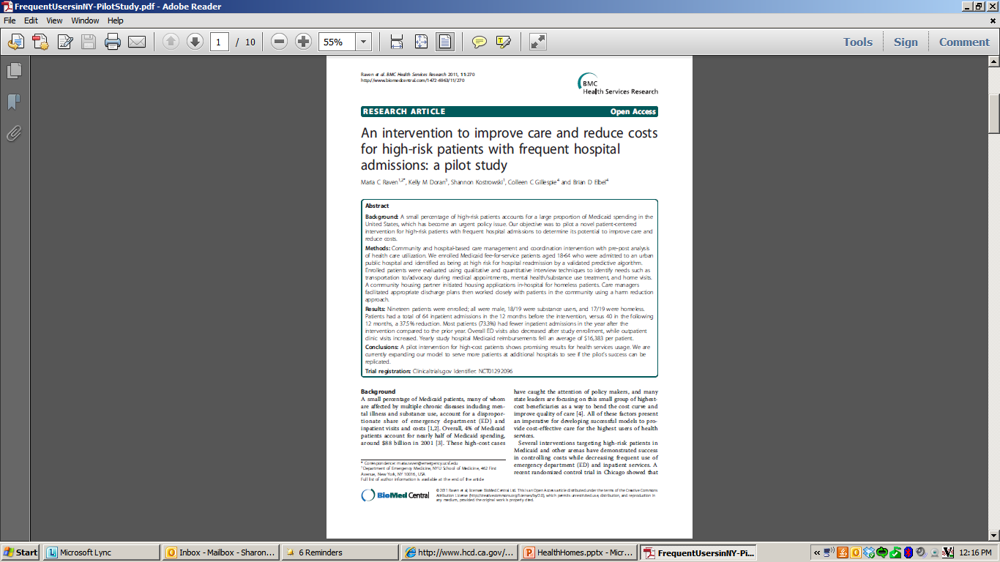 FrequentUsersinNY-PilotStudy.pdf - Adobe Reader
File Edit View Window Help
1 / 10 55% Tools Sign Comment
Raven et al. BMC Health Services Research 2011, 11:270
http://www.biomedcentral.com/1472-6963/11/270
BMC
Health Services Research
RESEARCH ARTICLE Open Access
An intervention to improve care and reduce costs
for high-risk patients with frequent hospital
admissions: a pilot study
Maria C Raven1,2*, Kelly M Doran3, Shannon Kostrowski1, Colleen C Gillespie4 and Brian D Elbel4
Abstract
Background: A small percentage of high-risk patients accounts for a large proportion of Medicaid spending in the
United States, which has become an urgent policy issue. Our objective was to pilot a novel patient-centered
intervention for high-risk patients with frequent hospital admissions to determine its potential to improve care and
reduce costs.
Methods: Community and hospital-based care management and coordination intervention with pre-post analysis
of health care utilization. We enrolled Medicaid fee-for-service patients aged 18-64 who were admitted to an urban
public hospital and identified as being at high risk for hospital readmission by a validated predictive algorithm.
Enrolled patients were evaluated using qualitative and quantitative interview techniques to identify needs such as
transportation to/advocacy during medical appointments, mental health/substance use treatment, and home visits.
A community housing partner initiated housing applications in-hospital for homeless patients. Care managers
facilitated appropriate discharge plans then worked closely with patients in the community using a harm reduction
approach.
Results: Nineteen patients were enrolled; all were male, 18/19 were substance users, and 17/19 were homeless.
Patients had a total of 64 inpatient admissions in the 12 months before the intervention, versus 40 in the following
12 months, a 37.5% reduction. Most patients (73.3%) had fewer inpatient admissions in the year after the
intervention compared to the prior year. Overall ED visits also decreased after study enrollment, while outpatient
clinic visits increased. Yearly study hospital Medicaid reimbursements fell an average of $16,383 per patient.
Conclusions: A pilot intervention for high-cost patients shows promising results for health services usage. We are
currently expanding our model to serve more patients at additional hospitals to see if the pilot's success can be
replicated.
Trial registration: Clinicaltrials.gov Identifier: NCT01292096
Background
A small percentage of Medicaid patients, many of whom
are affected by multiple chronic diseases including men-
tal illness and substance use, account for a dispropor-
tionate share of emergency department (ED) and
inpatient visits and costs [1,2]. Overall, 4% of Medicaid
patients account for nearly half of Medicaid spending,
around $88 billion in 2001 [3]. These high-cost cases
* Correspondence: maria.raven@emergency.ucsf.edu
1Department of Emergency Medicine, NYU School of Medicine, 462 First
Avenue, New York, NY 10016, USA
Full list of author information is available at the end of the article
have caught the attention of policy makers, and many
state leaders are focusing on this small group of highest-
cost beneficiaries as a way to bend the cost curve and
improve quality of care [4]. All of these factors present
an imperative for developing successful models to pro-
vide cost-effective care for the highest users of health
services.
Several interventions targeting high-risk patients in
Medicaid and other arenas have demonstrated success
in controlling costs while decreasing frequent use of
emergency department (ED) and inpatient services. A
recent randomized control trial in Chicago showed that
BioMed Central
© 2011 Raven et al; licensee BioMed Central Ltd. This is an Open Access article distributed under the terms of the Creative Commons
Attribution License (http://creativecommons.org/licenses/by/2.0), which permits unrestricted use, distribution, and reproduction in
any medium, provided the original work is properly cited.
Start Microsoft Lync Inbox - Mailbox - Sharon... 6 Reminders http://www.hcd.ca.gov/... HealthHomes.pptx - Micr... FrequentUsersinNY-Pi... 12:16 PM